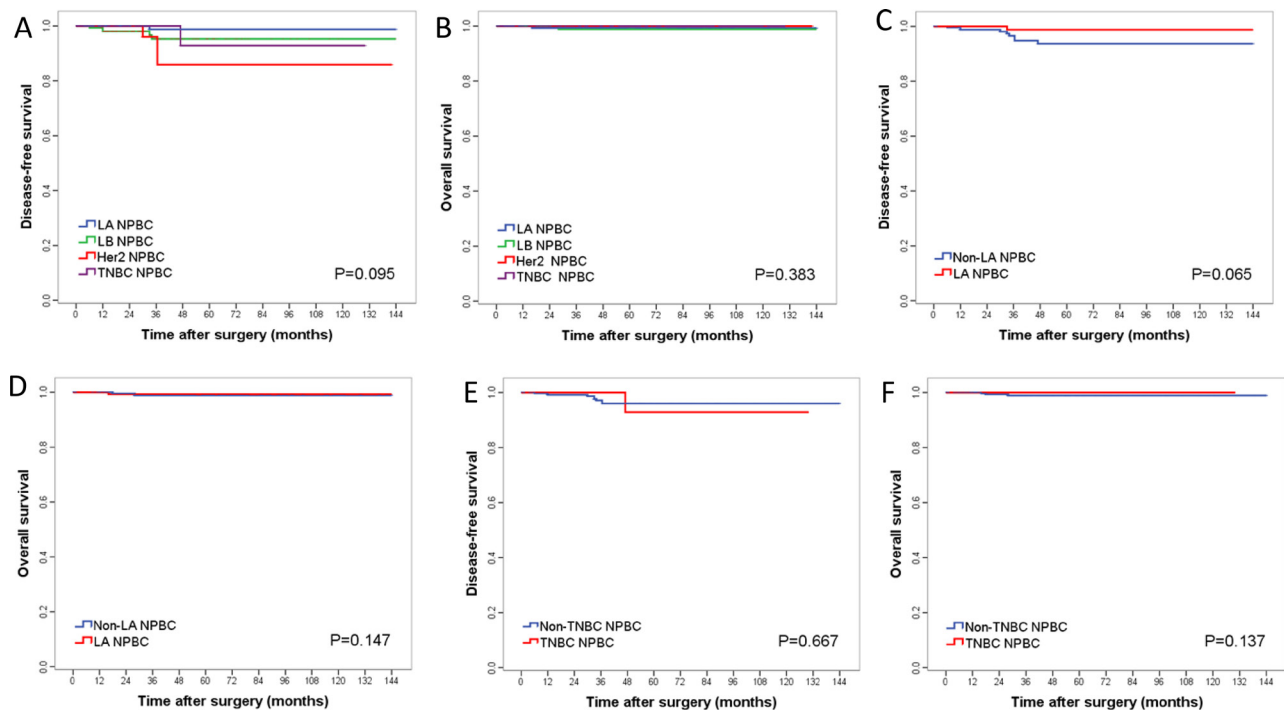 A
Disease-free survival
1.0
0.8
0.6
0.4
0.2
0.0
LA NPBC
LB NPBC
Her2 NPBC
TNBC NPBC
P=0.095
0 12 24 36 48 60 72 84 96 108 120 132 144
Time after surgery (months)
B
Overall survival
1.0
0.8
0.6
0.4
0.2
0.0
LA NPBC
LB NPBC
Her2 NPBC
TNBC NPBC
P=0.383
0 12 24 36 48 60 72 84 96 108 120 132 144
Time after surgery (months)
C
Disease-free survival
1.0
0.8
0.6
0.4
0.2
0.0
Non-LA NPBC
LA NPBC
P=0.065
0 12 24 36 48 60 72 84 96 108 120 132 144
Time after surgery (months)
D
Overall survival
1.0
0.8
0.6
0.4
0.2
0.0
Non-LA NPBC
LA NPBC
P=0.147
0 12 24 36 48 60 72 84 96 108 120 132 144
Time after surgery (months)
E
Disease-free survival
1.0
0.8
0.6
0.4
0.2
0.0
Non-TNBC NPBC
TNBC NPBC
P=0.667
0 12 24 36 48 60 72 84 96 108 120 132 144
Time after surgery (months)
F
Overall survival
1.0
0.8
0.6
0.4
0.2
0.0
Non-TNBC NPBC
TNBC NPBC
P=0.137
0 12 24 36 48 60 72 84 96 108 120 132 144
Time after surgery (months)